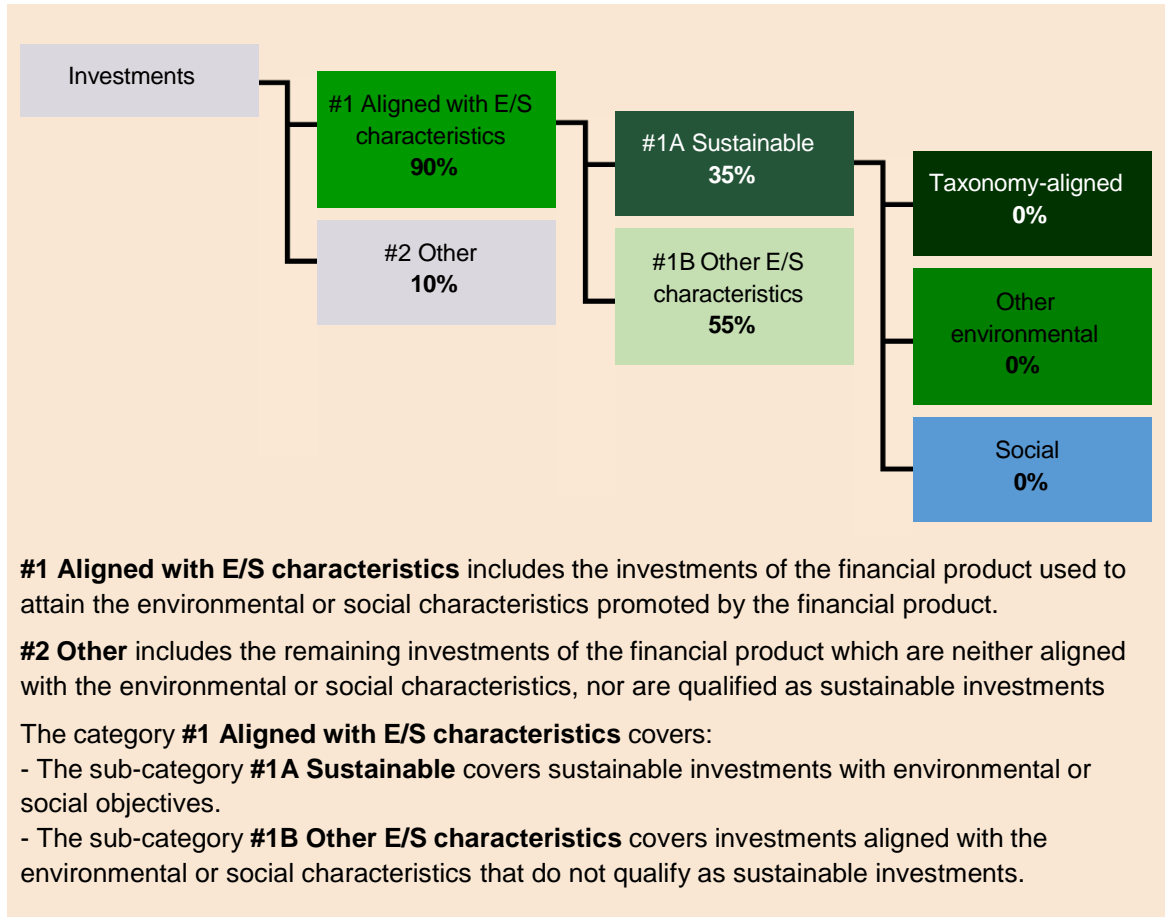 Investments
#1 Aligned with E/S
characteristics
90%
#2 Other
10%
#1A Sustainable
35%
#1B Other E/S
characteristics
55%
Taxonomy-aligned
0%
Other
environmental
0%
Social
0%
#1 Aligned with E/S characteristics includes the investments of the financial product used to
attain the environmental or social characteristics promoted by the financial product.
#2 Other includes the remaining investments of the financial product which are neither aligned
with the environmental or social characteristics, nor are qualified as sustainable investments
The category #1 Aligned with E/S characteristics covers:
- The sub-category #1A Sustainable covers sustainable investments with environmental or
social objectives.
- The sub-category #1B Other E/S characteristics covers investments aligned with the
environmental or social characteristics that do not qualify as sustainable investments.